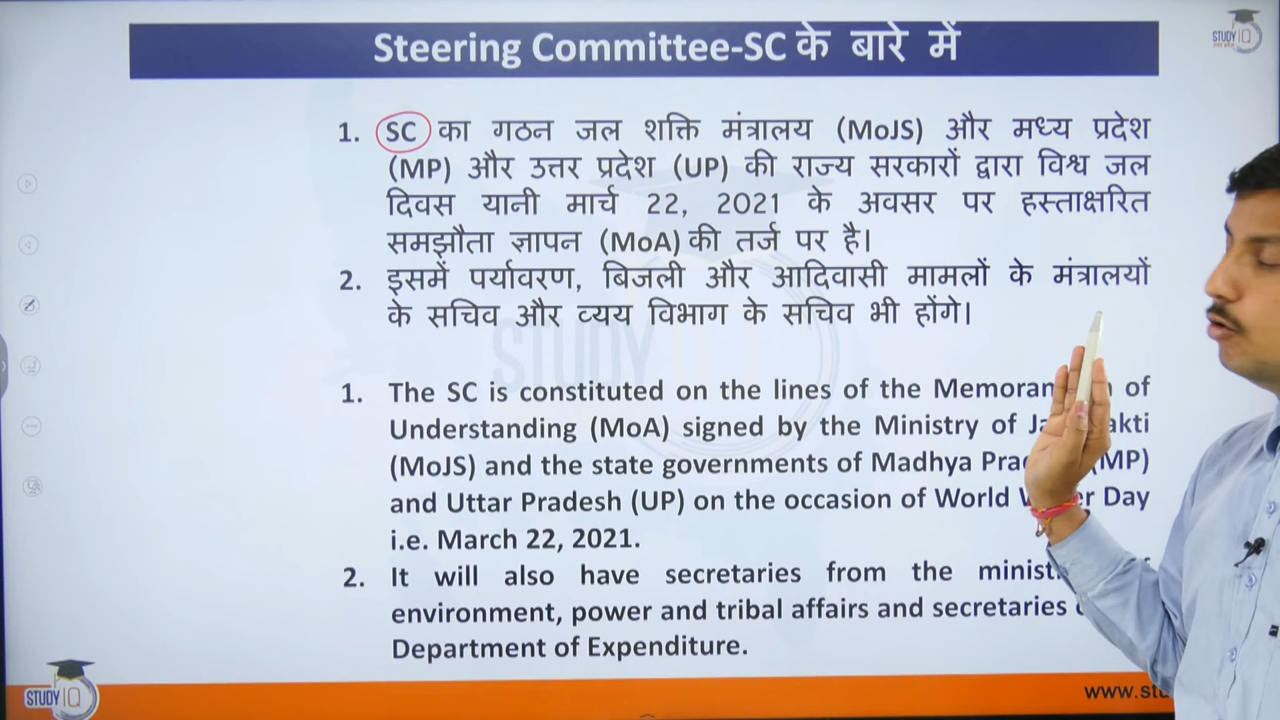 Steering Committee-SC के बारे में
STUDY IQ
1. SC का गठन जल शक्ति मंत्रालय (MoJS) और मध्य प्रदेश
(MP) और उत्तर प्रदेश (UP) की राज्य सरकारों द्वारा विश्व जल
दिवस यानी मार्च 22, 2021 के अवसर पर हस्ताक्षरित
समझौता ज्ञापन (MoA) की तर्ज पर है।
2. इसमें पर्यावरण, बिजली और आदिवासी मामलों के मंत्रालयों
के सचिव और व्यय विभाग के सचिव भी होंगे।
1. The SC is constituted on the lines of the of
Understanding (MoA) signed by the Ministry of
(MoJS) and the state governments of Madhya (MP)
and Uttar Pradesh (UP) on the occasion of World Day
i.e. March 22, 2021.
2. It will also have secretaries from the
environment, power and tribal affairs and secretaries
Department of Expenditure.
STUDY IQ